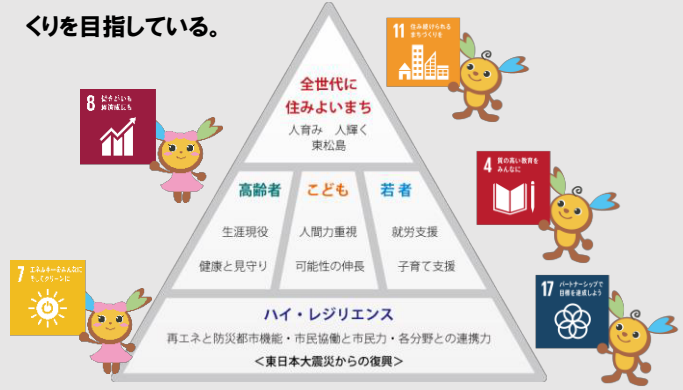 くりを目指している。
11 住み続けられる
まちづくりを
8 働きがいも
経済成長も
全世代に
住みよいまち
人育み 人輝く
東松島
4 質の高い教育を
みんなに
高齢者 こども 若者
生涯現役 人間力重視 就労支援
健康と見守り 可能性の伸長 子育て支援
7 エネルギーをみんなに
そしてクリーンに
17 パートナーシップで
目標を達成しよう
ハイ・レジリエンス
再エネと防災都市機能・市民協働と市民力・各分野との連携力
<東日本大震災からの復興>